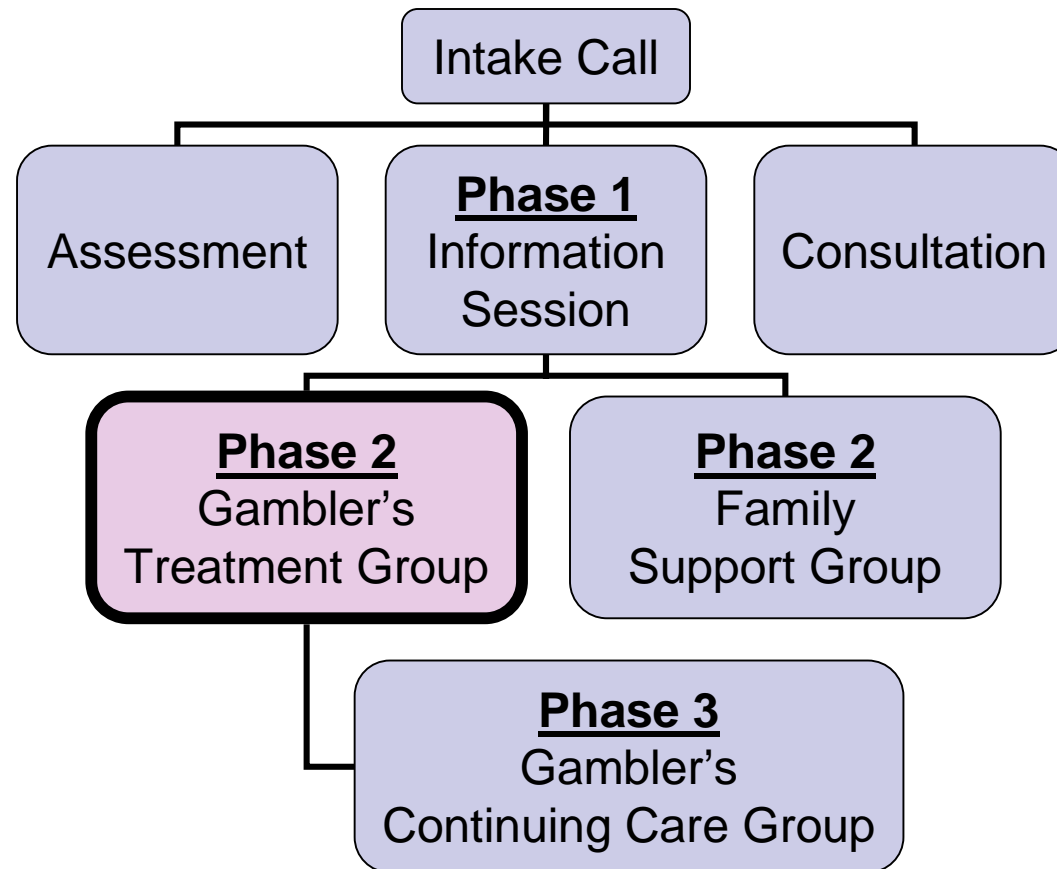 Intake Call
Assessment
Phase 1
Information
Session
Consultation
Phase 2
Gambler’s
Treatment Group
Phase 2
Family
Support Group
Phase 3
Gambler’s
Continuing Care Group